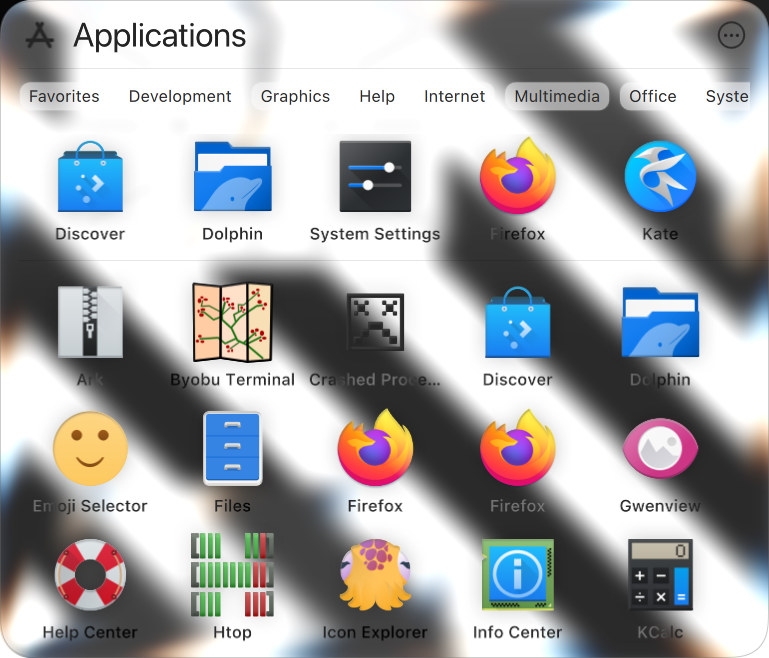 Applications
Favorites Development Graphics Help Internet Multimedia Office Syste
Discover Dolphin System Settings Firefox Kate
Ark Byobu Terminal Crashed Proce... Discover Dolphin
Emoji Selector Files Firefox Firefox Gwenview
0
Help Center Htop Icon Explorer Info Center KCalc